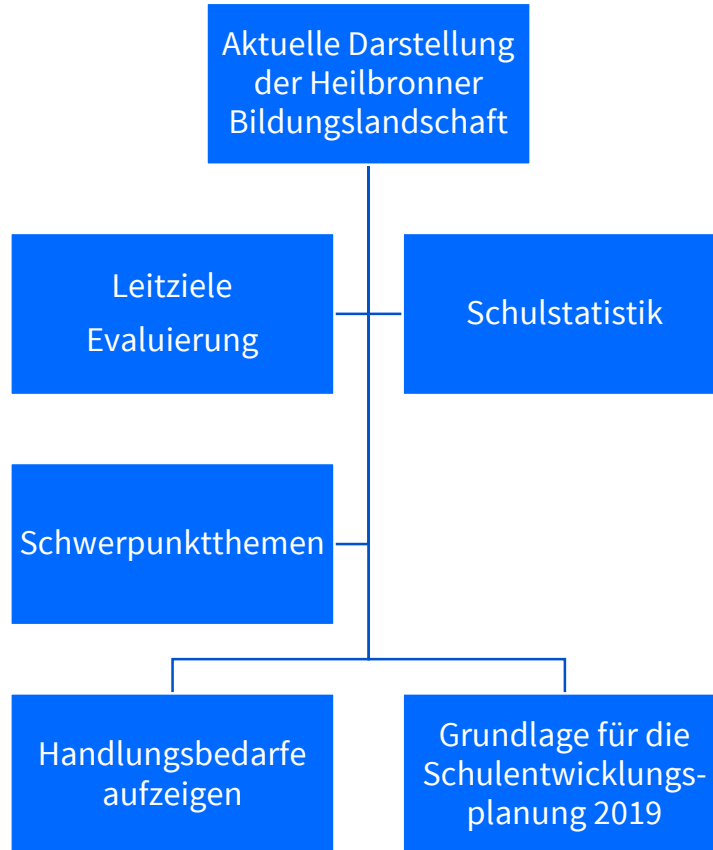 Aktuelle Darstellung
der Heilbronner
Bildungslandschaft
Leitziele
Evaluierung
Schulstatistik
Schwerpunktthemen
Handlungsbedarfe
aufzeigen
Grundlage für die
Schulentwicklungs-
planung 2019